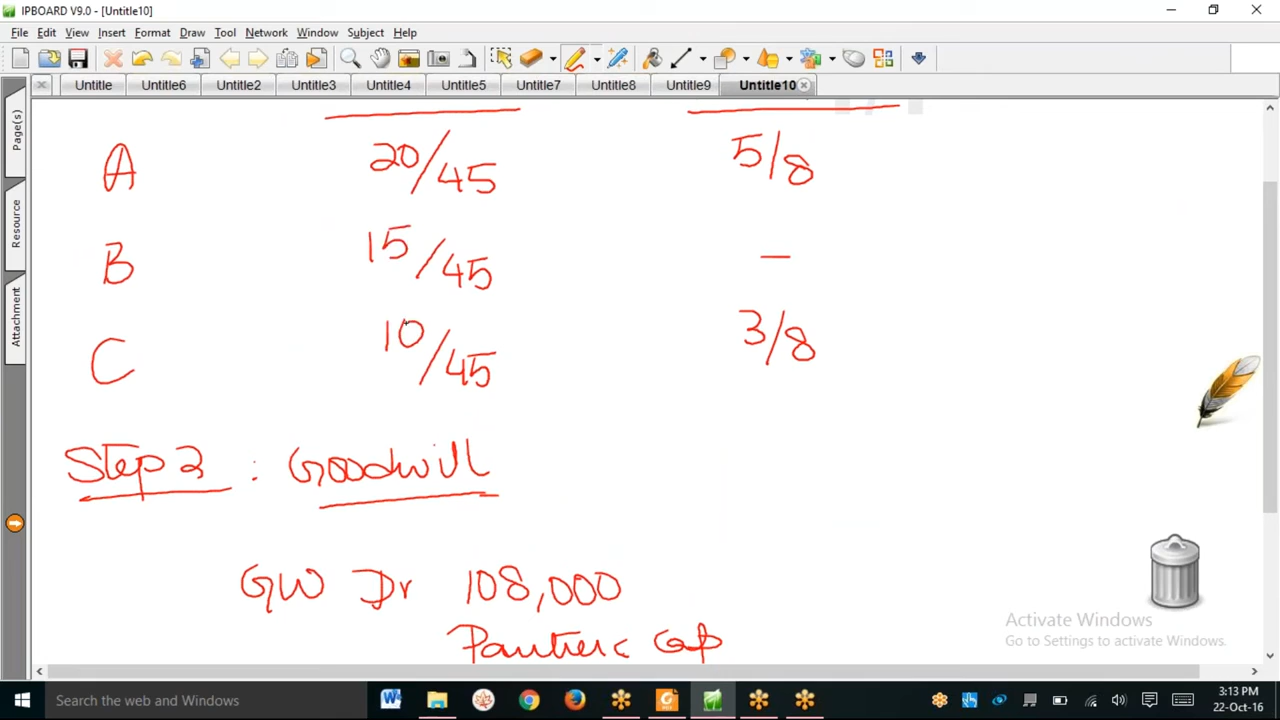 IPBOARD V9.0 - [Untitle10]
File Edit View Insert Format Draw Tool Network Window Subject Help
Untitle Untitle6 Untitle2 Untitle3 Untitle4 Untitle5 Untitle7 Untitle8 Untitle9 Untitle10
Page(s)
Resource
Attachment
A 20/45 5/8
B 15/45 —
C 10/45 3/8
Step 2 : Goodwill
GW Dr 108,000
Partners Cap
Activate Windows
Go to Settings to activate Windows.
Search the web and Windows
3:13 PM
22-Oct-16